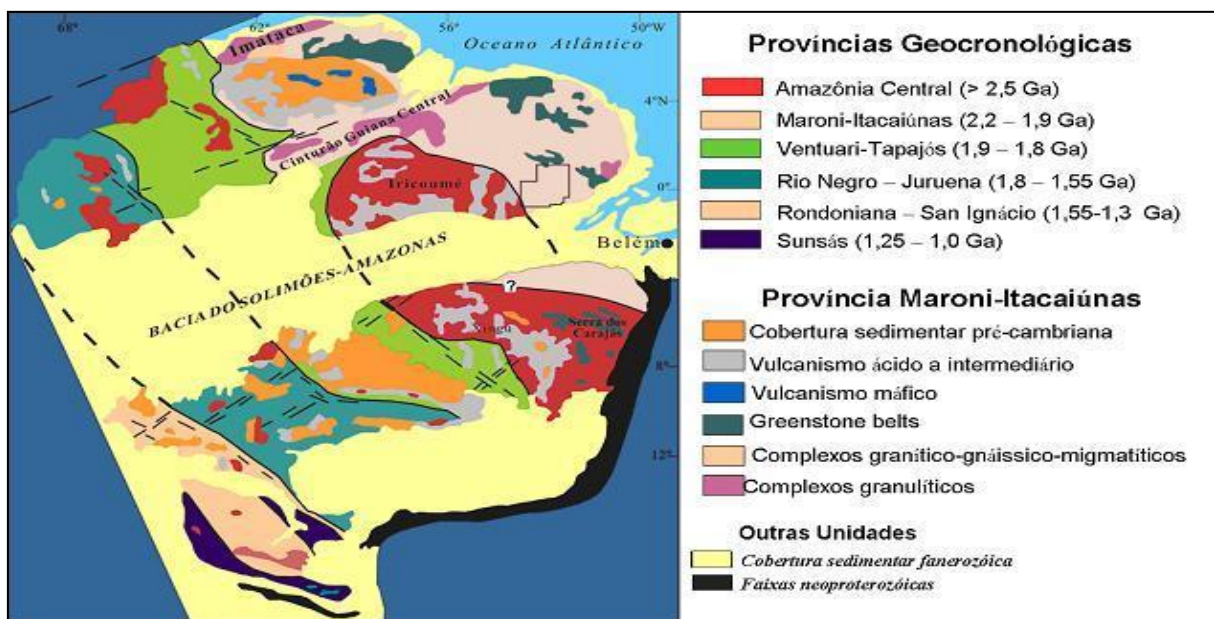 68°
62°
56°
50°W
Imataca
Oceano Atlântico
4°N
Cinturão Guiana Central
Tricoumé
0°
Belém
BACIA DO SOLIMÕES-AMAZONAS
?
Xingú
Serra dos
Carajás
8°
12°
Províncias Geocronológicas
Amazônia Central (> 2,5 Ga)
Maroni-Itacaiúnas (2,2 – 1,9 Ga)
Ventuari-Tapajós (1,9 – 1,8 Ga)
Rio Negro – Juruena (1,8 – 1,55 Ga)
Rondoniana – San Ignácio (1,55-1,3 Ga)
Sunsás (1,25 – 1,0 Ga)
Província Maroni-Itacaiúnas
Cobertura sedimentar pré-cambriana
Vulcanismo ácido a intermediário
Vulcanismo máfico
Greenstone belts
Complexos granítico-gnáissico-migmatíticos
Complexos granulíticos
Outras Unidades
Cobertura sedimentar fanerozóica
Faixas neoproterozóicas